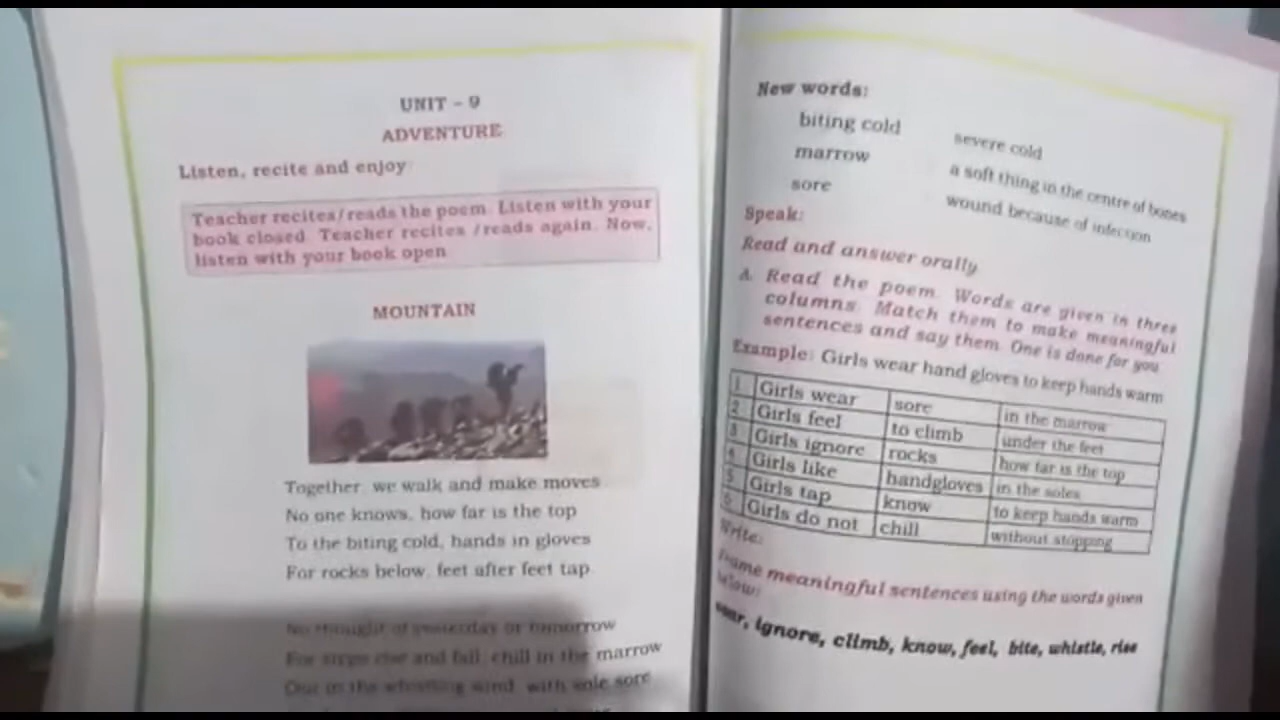 UNIT – 9
ADVENTURE
Listen, recite and enjoy
Teacher recites/reads the poem. Listen with your
book closed. Teacher recites /reads again. Now,
listen with your book open.
MOUNTAIN
Together, we walk and make moves
No one knows, how far is the top
To the biting cold, hands in gloves
For rocks below, feet after feet tap.
No thought of yesterday or tomorrow
For steps rise and fall, chill in the marrow
Out in the whistling wind, with sole sore
New words:
biting cold severe cold
marrow a soft thing in the centre of bones
sore wound because of infection
Speak:
Read and answer orally
A. Read the poem. Words are given in three
columns. Match them to make meaningful
sentences and say them. One is done for you.
Example: Girls wear hand gloves to keep hands warm
1 Girls wear sore in the marrow
2 Girls feel to climb under the feet
3 Girls ignore rocks how far is the top
4 Girls like handgloves in the soles
5 Girls tap know to keep hands warm
6 Girls do not chill without stopping
Write:
Frame meaningful sentences using the words given
below:
ignore, climb, know, feel, bite, whistle, rise